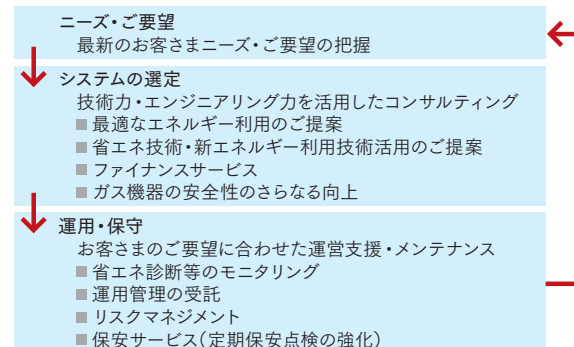 ニーズ・ご要望
最新のお客さまニーズ・ご要望の把握
システムの選定
技術力・エンジニアリング力を活用したコンサルティング
■最適なエネルギー利用のご提案
■省エネ技術・新エネルギー利用技術活用のご提案
■ファイナンスサービス
■ガス機器の安全性のさらなる向上
運用・保守
お客さまのご要望に合わせた運営支援・メンテナンス
■省エネ診断等のモニタリング
■運用管理の受託
■リスクマネジメント
■保安サービス（定期保安点検の強化）